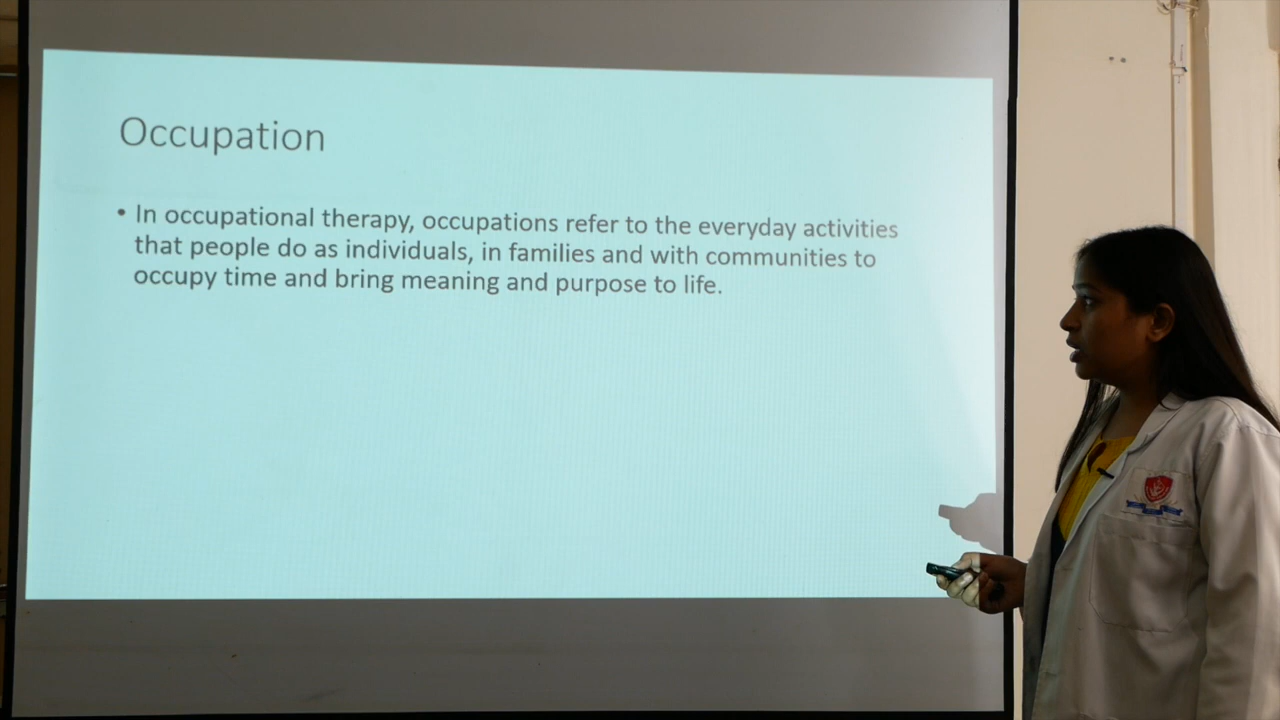 Occupation
• In occupational therapy, occupations refer to the everyday activities
that people do as individuals, in families and with communities to
occupy time and bring meaning and purpose to life.